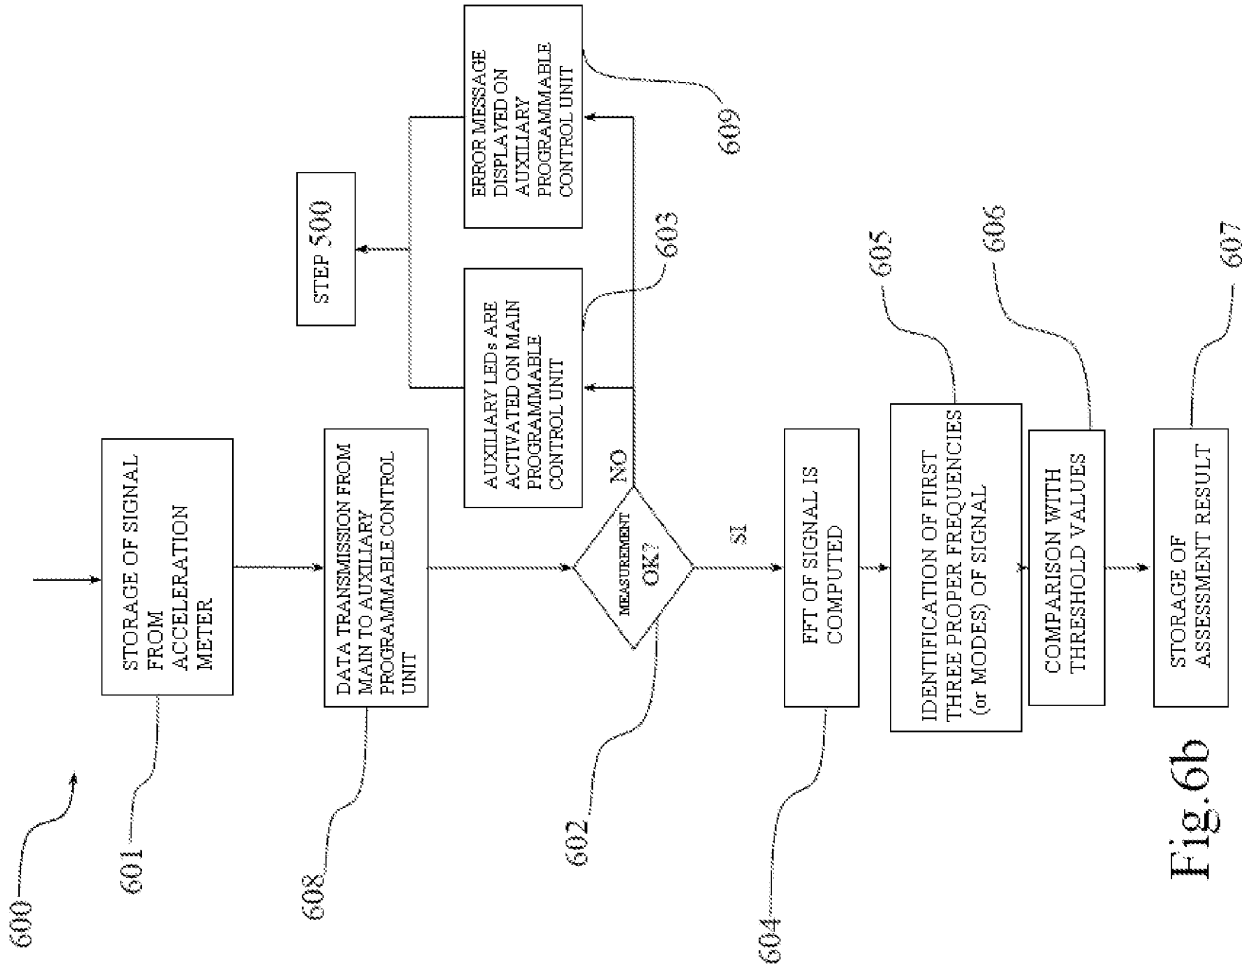 600
601
STORAGE OF SIGNAL
FROM
ACCELERATION
METER
608
DATA TRANSMISSION FROM
MAIN TO AUXILIARY
PROGRAMMABLE CONTROL
UNIT
602
MEASUREMENT
OK?
NO
SI
AUXILIARY LEDs ARE
ACTIVATED ON MAIN
PROGRAMMABLE
CONTROL UNIT
603
ERROR MESSAGE
DISPLAYED ON
AUXILIARY
PROGRAMMABLE
CONTROL UNIT
609
STEP 500
604
FFT OF SIGNAL IS
COMPUTED
605
IDENTIFICATION OF FIRST
THREE PROPER FREQUENCIES
(or MODES) OF SIGNAL
606
COMPARISON WITH
THRESHOLD VALUES
607
STORAGE OF
ASSESSMENT RESULT
Fig.6b